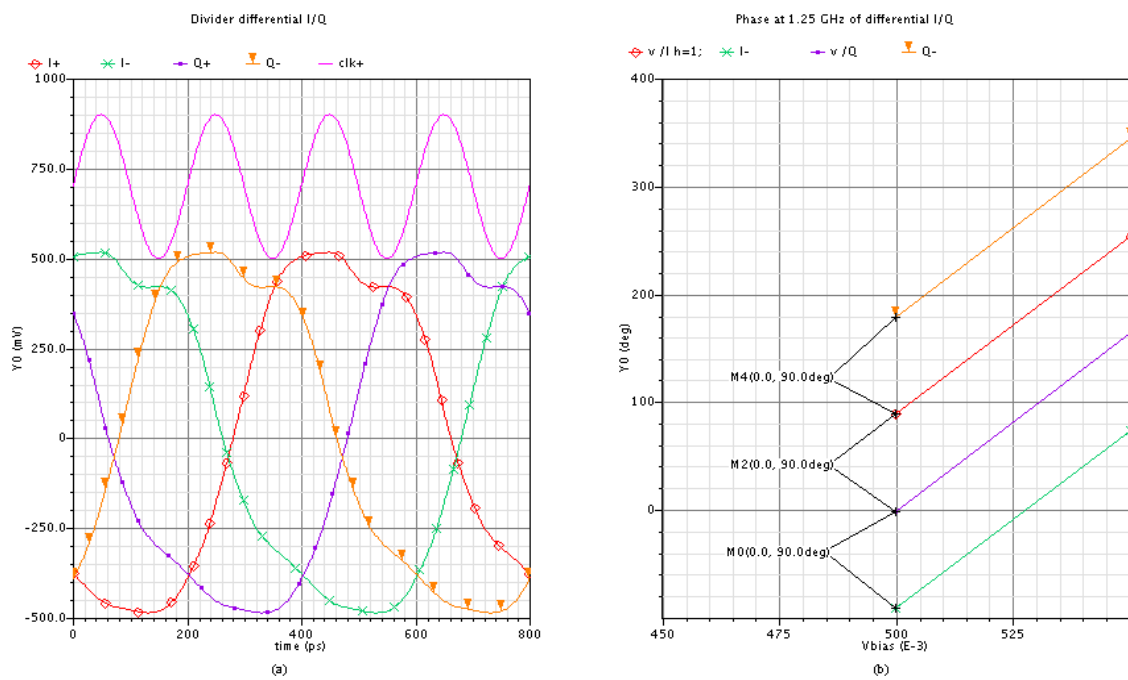 Divider differential I/Q
I+ I- Q+ Q- clk+
1000
750.0
500.0
250.0
0
-250.0
-500.0
Y0 (mV)
0 200 400 600 800
time (ps)
(a)
Phase at 1.25 GHz of differential I/Q
v /I h=1; I- v /Q Q-
400
300
200
100
0
Y0 (deg)
M4(0.0, 90.0deg)
M2(0.0, 90.0deg)
M0(0.0, 90.0deg)
450 475 500 525
Vbias (E-3)
(b)